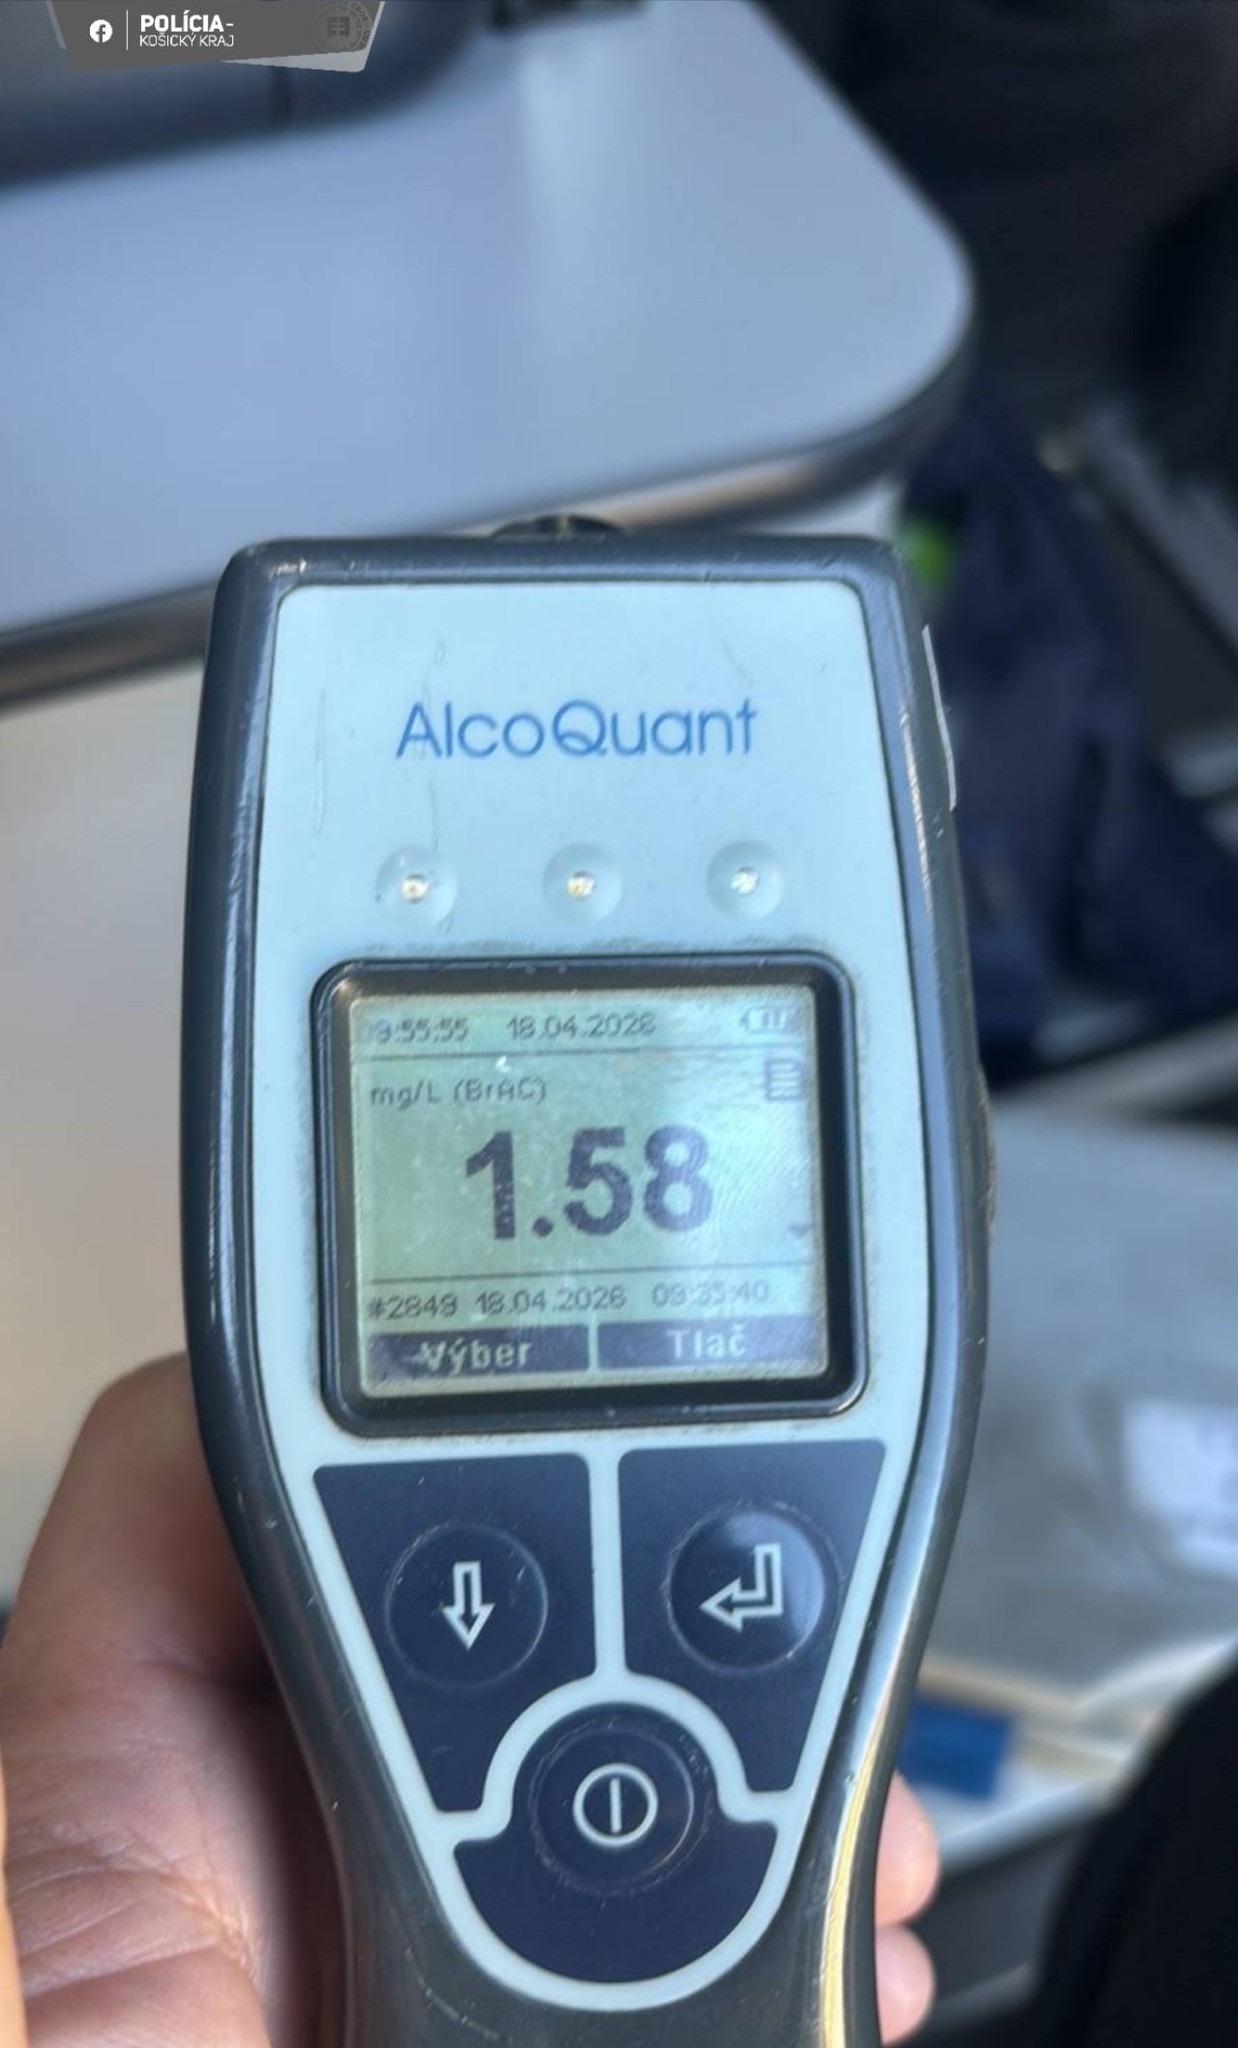 POLÍCIA-
KOŠICKÝ KRAJ
AlcoQuant
09:55:55 18.04.2026
mg/L (BrAC)
1.58
#2849 18.04.2026 09:35:40
Výber Tlač